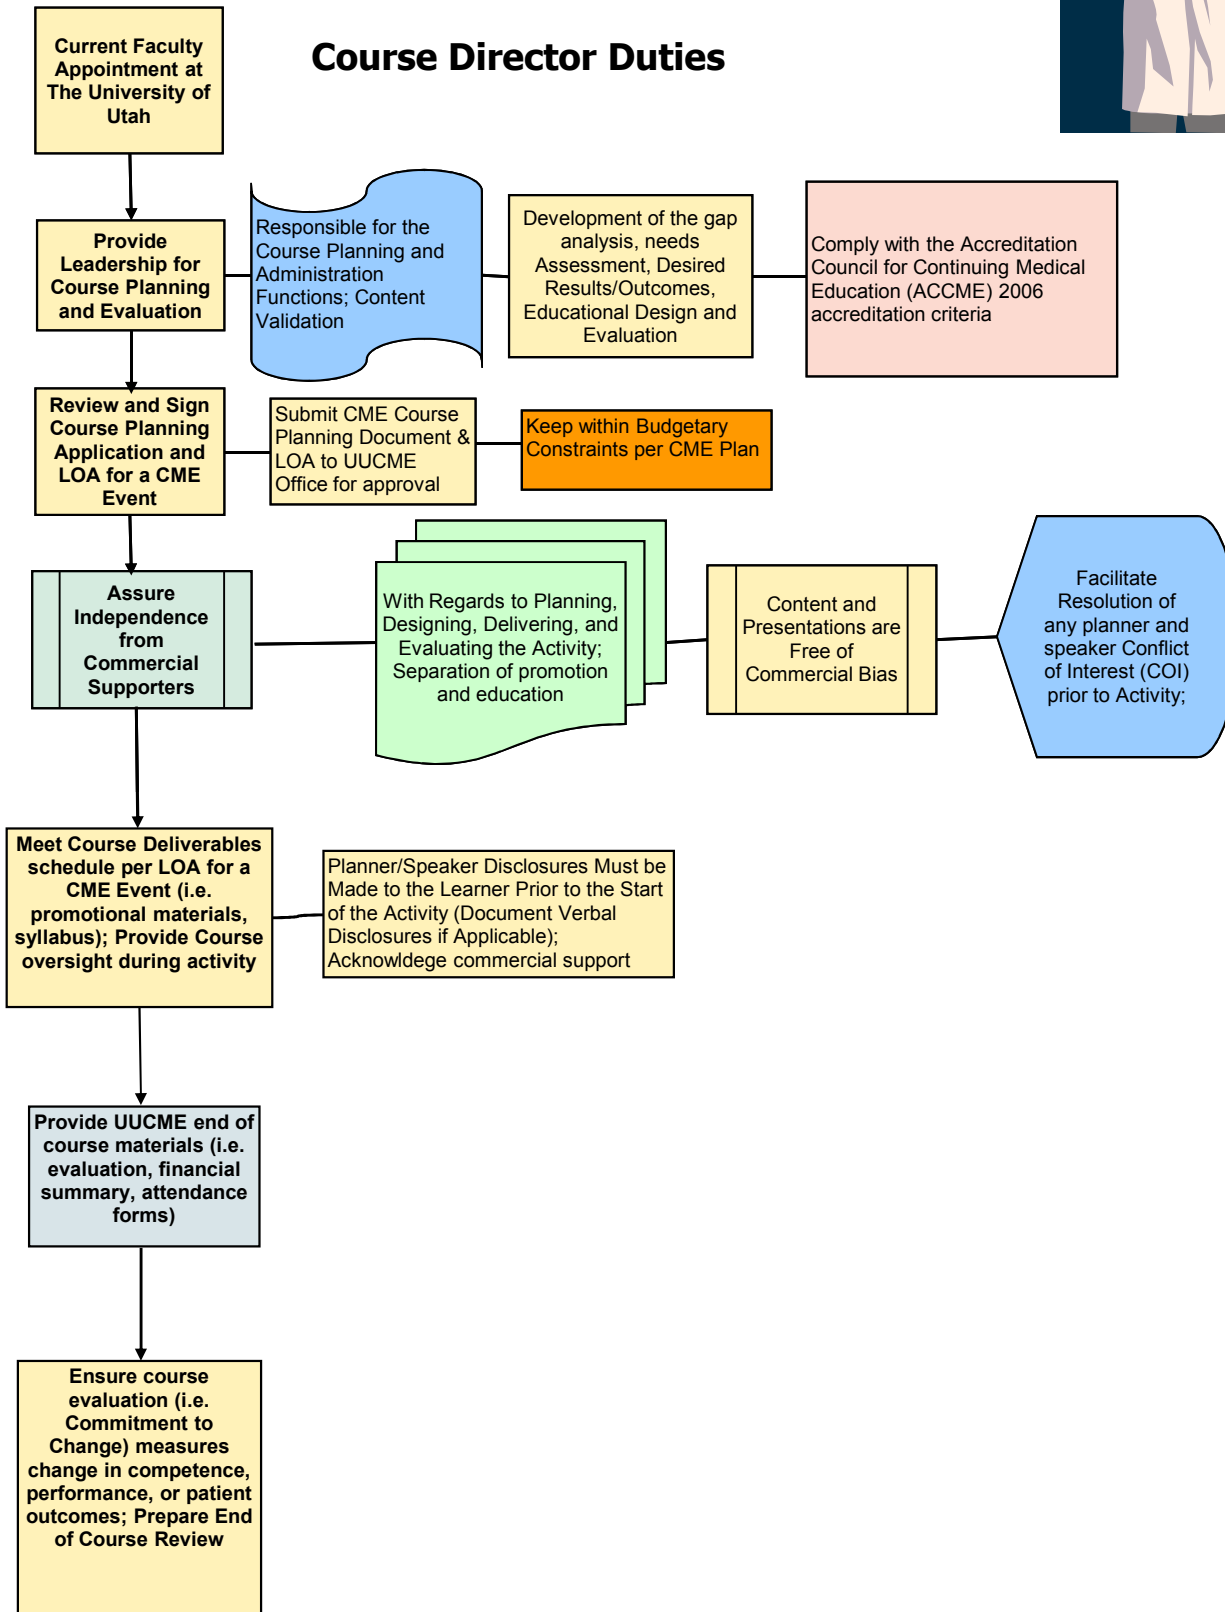 Course Director Duties
Current Faculty
Appointment at
The University of
Utah
Provide
Leadership for
Course Planning
and Evaluation
Responsible for the
Course Planning and
Administration
Functions; Content
Validation
Development of the gap
analysis, needs
Assessment, Desired
Results/Outcomes,
Educational Design and
Evaluation
Comply with the Accreditation
Council for Continuing Medical
Education (ACCME) 2006
accreditation criteria
Review and Sign
Course Planning
Application and
LOA for a CME
Event
Submit CME Course
Planning Document &
LOA to UUCME
Office for approval
Keep within Budgetary
Constraints per CME Plan
Assure
Independence
from
Commercial
Supporters
With Regards to Planning,
Designing, Delivering, and
Evaluating the Activity;
Separation of promotion
and education
Content and
Presentations are
Free of
Commercial Bias
Facilitate
Resolution of
any planner and
speaker Conflict
of Interest (COI)
prior to Activity;
Meet Course Deliverables
schedule per LOA for a
CME Event (i.e.
promotional materials,
syllabus); Provide Course
oversight during activity
Planner/Speaker Disclosures Must be
Made to the Learner Prior to the Start
of the Activity (Document Verbal
Disclosures if Applicable);
Acknowldege commercial support
Provide UUCME end of
course materials (i.e.
evaluation, financial
summary, attendance
forms)
Ensure course
evaluation (i.e.
Commitment to
Change) measures
change in competence,
performance, or patient
outcomes; Prepare End
of Course Review